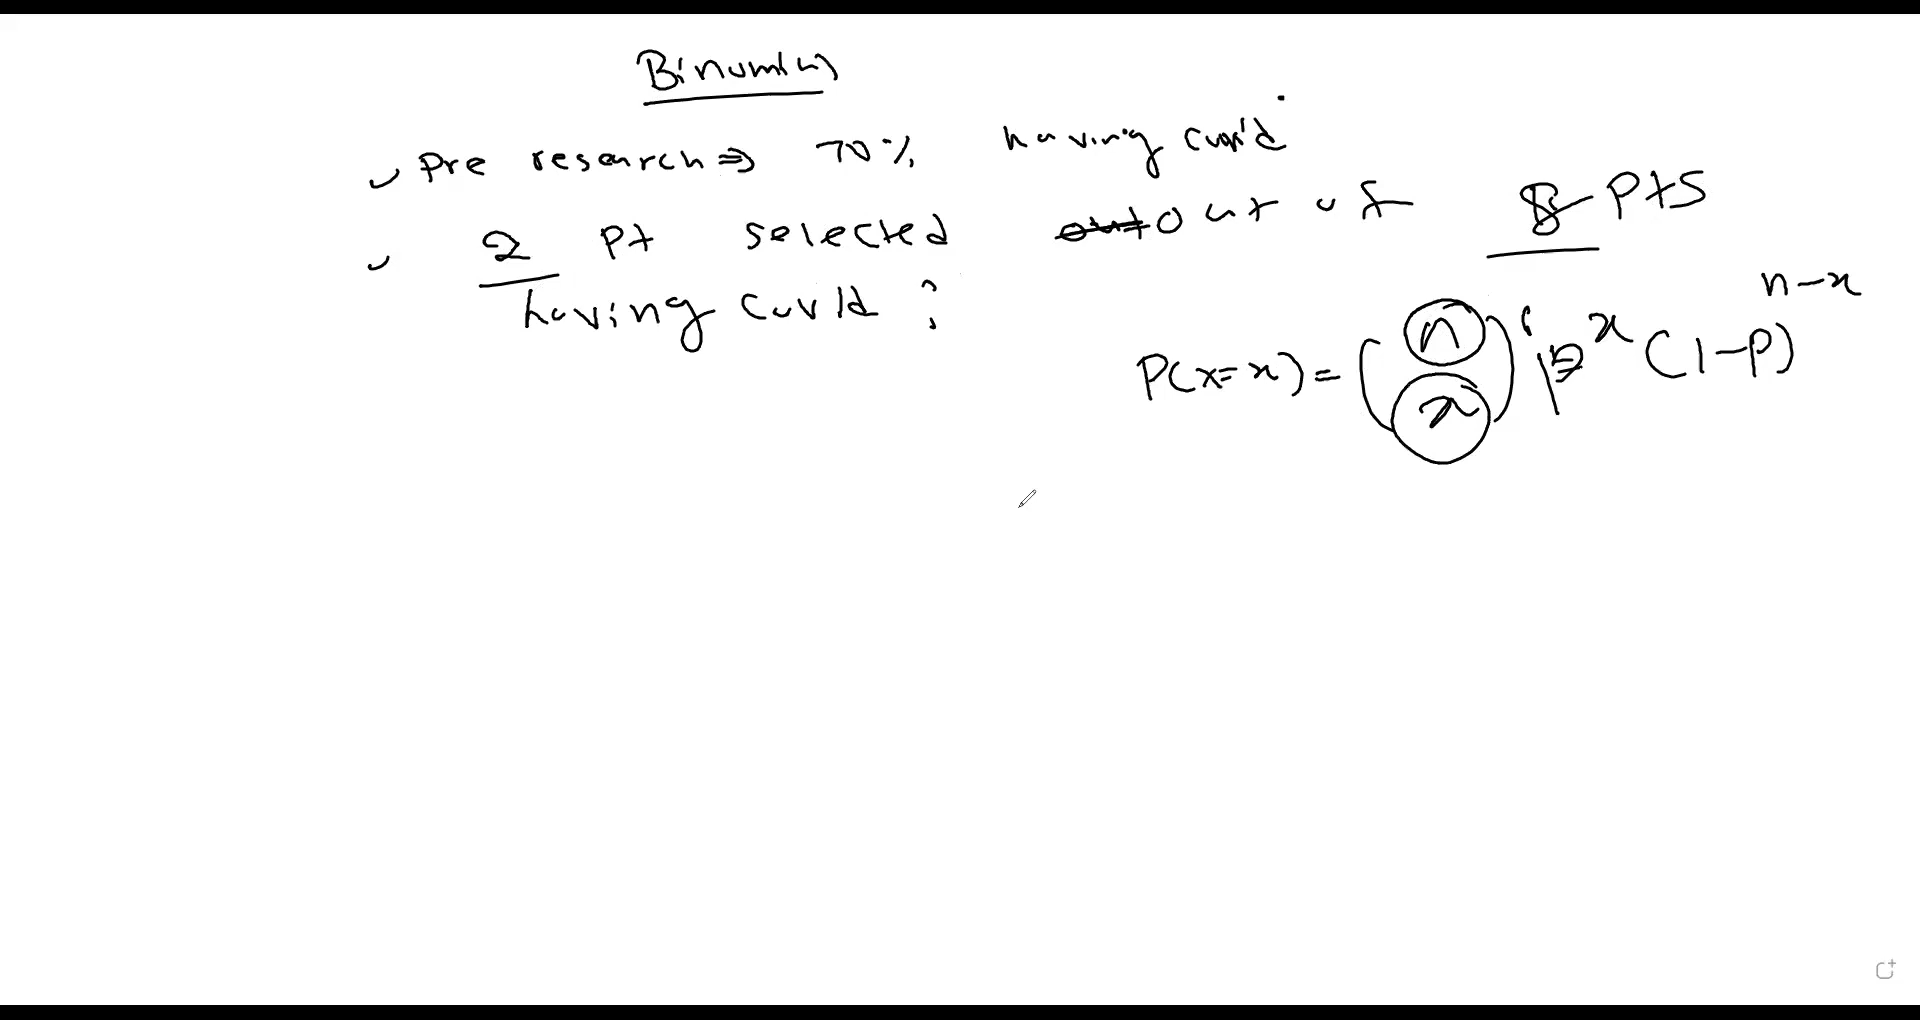 Binomial
Pre research ⇒ 70% having covid
2 pt selected out of 8 pts
having covid ?
P(X=x) = (n x) p^x (1-p)^n-x